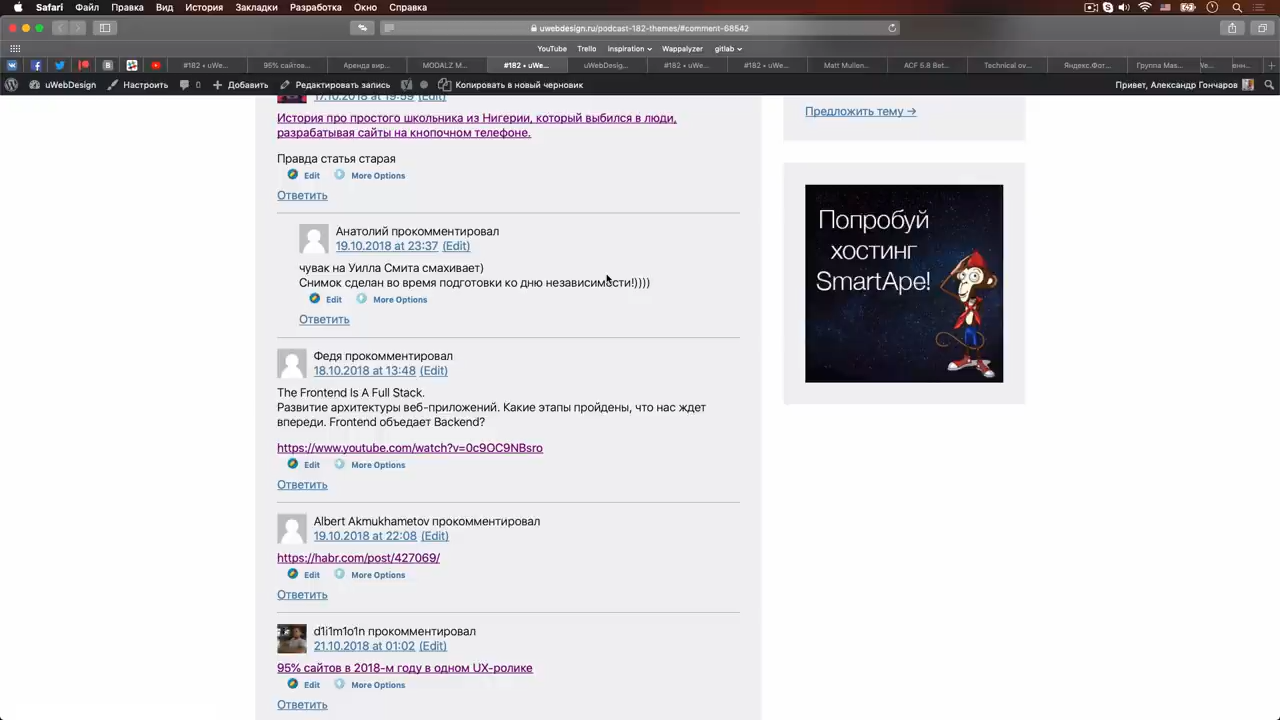 Safari Файл Правка Вид История Закладки Разработка Окно Справка
uwebdesign.ru/podcast-182-themes/#comment-68542
YouTube Trello inspiration Wappalyzer gitlab
#182 • uWe... 95% сайтов... Аренда вир... MODALZ M... #182 • uWe... uWebDesig... #182 • uWe... #182 • uWe... Matt Mullen... ACF 5.8 Bet... Technical ov... Яндекс.Фот... Группа Mas...
uWebDesign Настройки 0 Добавить Редактировать запись Копировать в новый черновик Привет, Александр Гончаров
17.10.2018 at 19:59 (Edit)
История про простого школьника из Нигерии, который выбился в люди,
разрабатывая сайты на кнопочном телефоне.
Правда статья старая
Edit More Options
Ответить
Анатолий прокомментировал
19.10.2018 at 23:37 (Edit)
чувак на Уилла Смита смахивает)
Снимок сделан во время подготовки ко дню независимости!))))
Edit More Options
Ответить
Федя прокомментировал
18.10.2018 at 13:48 (Edit)
The Frontend Is A Full Stack.
Развитие архитектуры веб-приложений. Какие этапы пройдены, что нас ждет
впереди. Frontend объедает Backend?
https://www.youtube.com/watch?v=0c9OC9NBsro
Edit More Options
Ответить
Albert Akmukhametov прокомментировал
19.10.2018 at 22:08 (Edit)
https://habr.com/post/427069/
Edit More Options
Ответить
d1i1m1o1n прокомментировал
21.10.2018 at 01:02 (Edit)
95% сайтов в 2018-м году в одном UX-ролике
Edit More Options
Ответить
Предложить тему →
Попробуй
хостинг
SmartApe!